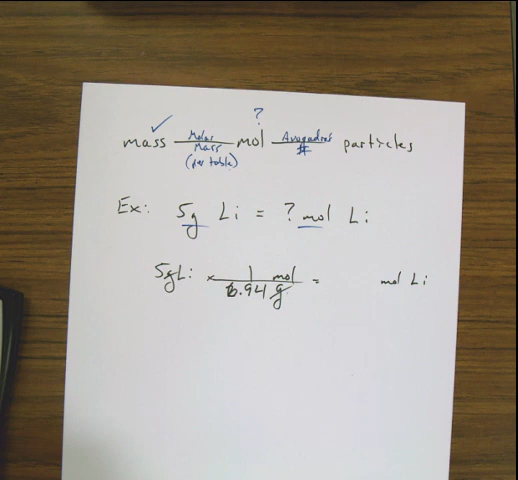 ?
mass Molar Mass (per table) mol Avogadro's # particles
Ex: 5g Li = ? mol Li
5g Li × 1 mol / 6.941 g = mol Li